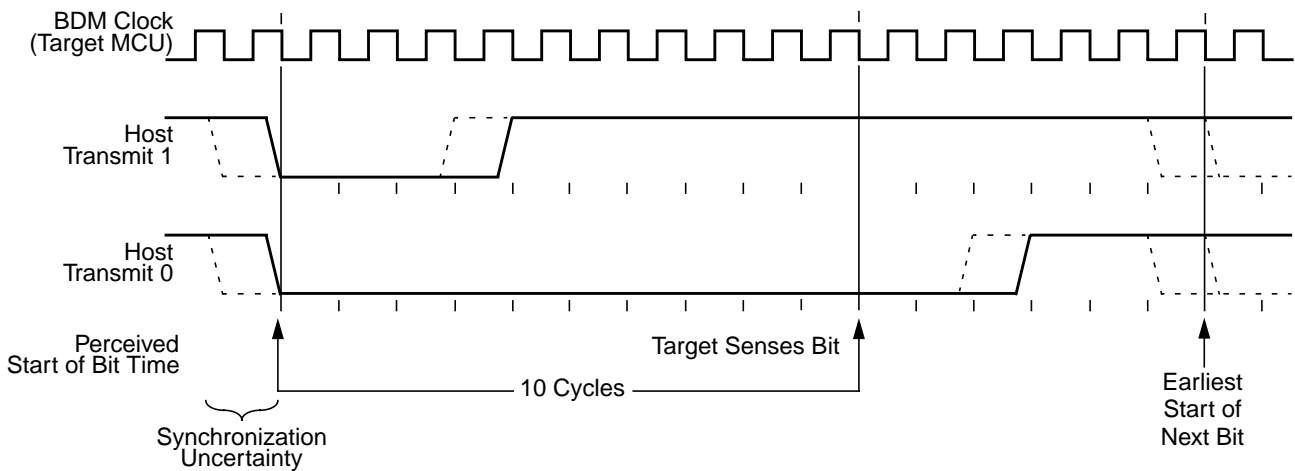 BDM Clock
(Target MCU)
Host
Transmit 1
Host
Transmit 0
Perceived
Start of Bit Time
Target Senses Bit
10 Cycles
Earliest
Start of
Next Bit
Synchronization
Uncertainty